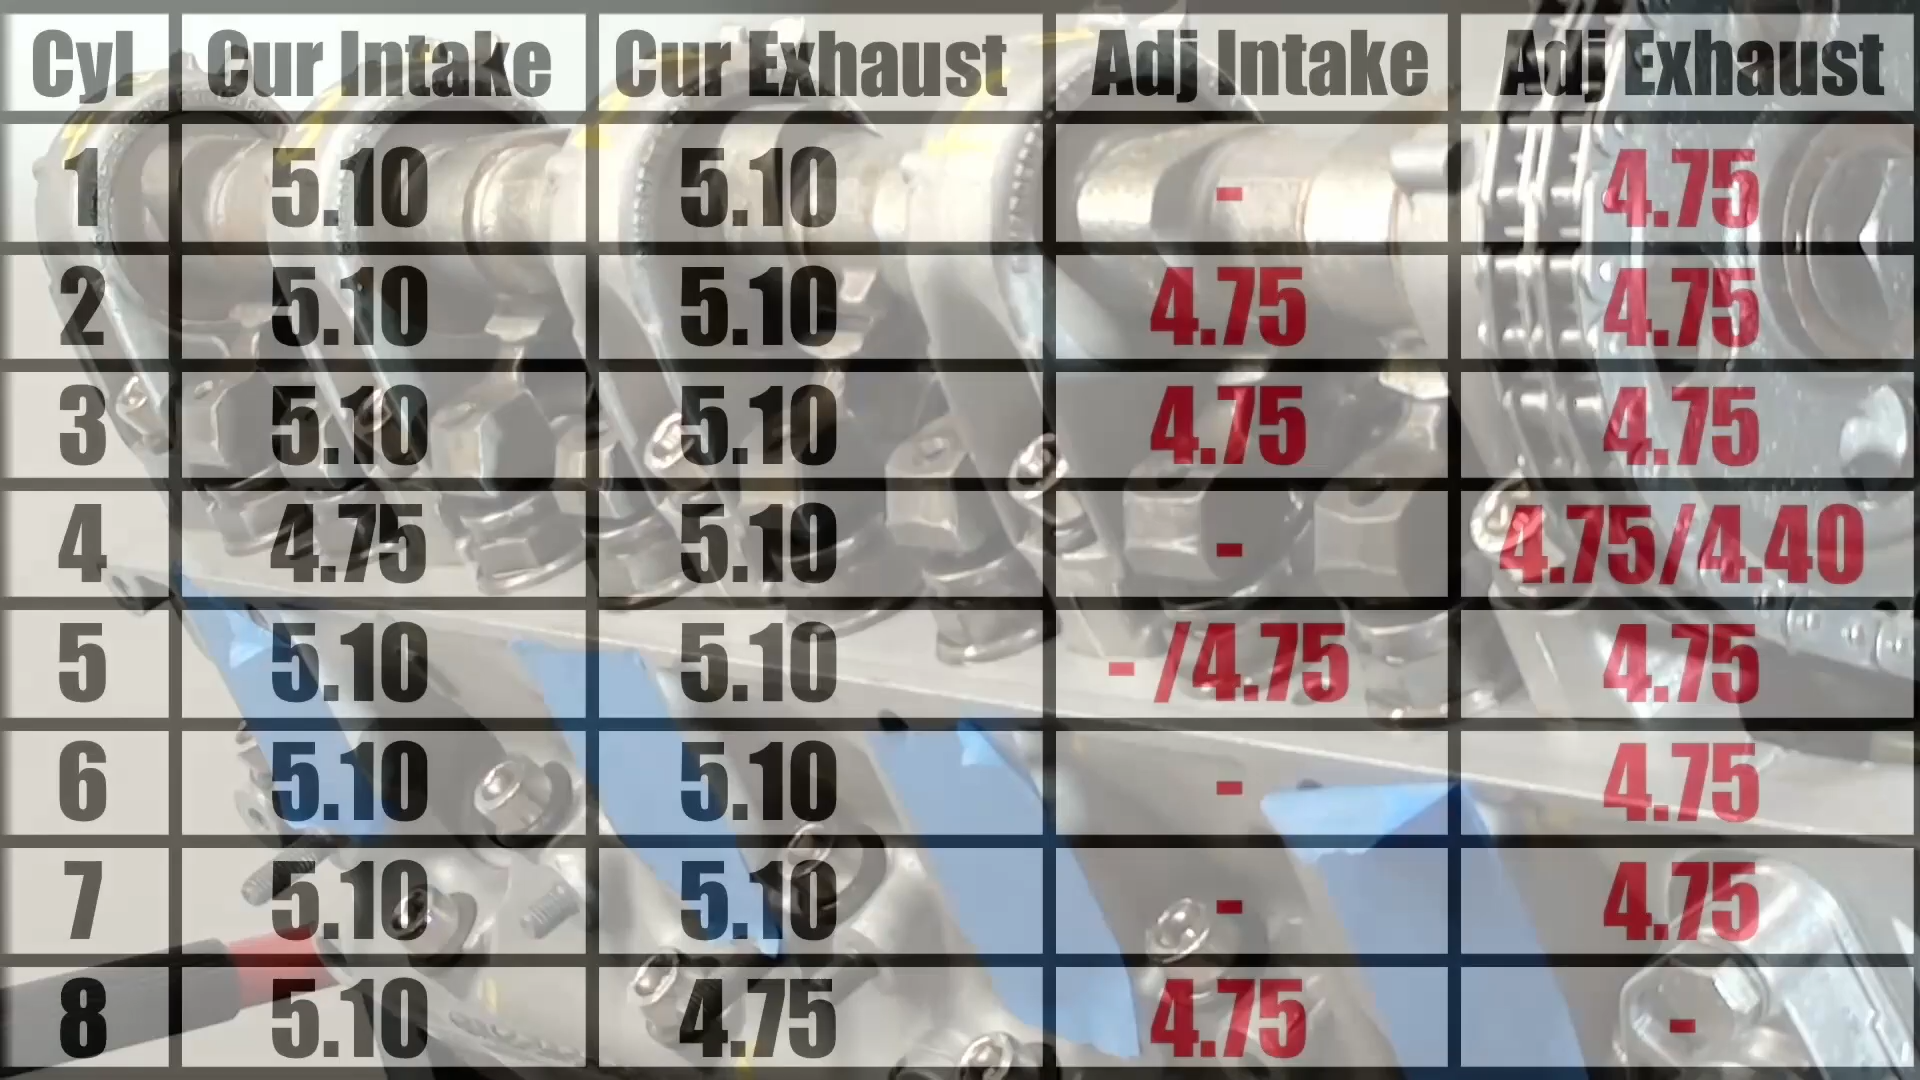 Cyl Cur Intake Cur Exhaust Adj Intake Adj Exhaust
1 5.10 5.10 - 4.75
2 5.10 5.10 4.75 4.75
3 5.10 5.10 4.75 4.75
4 4.75 5.10 - 4.75/4.40
5 5.10 5.10 - /4.75 4.75
6 5.10 5.10 - 4.75
7 5.10 5.10 - 4.75
8 5.10 4.75 4.75 -